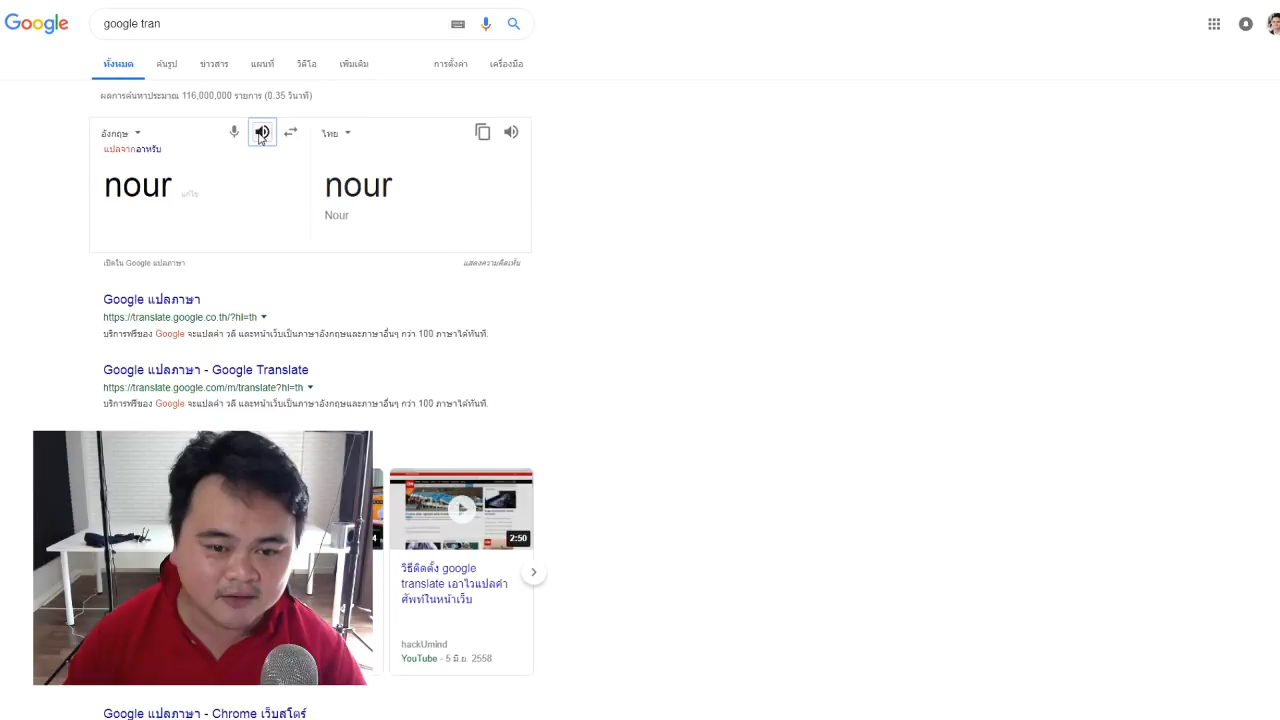 Google
google tran
ทั้งหมด ค้นรูป ข่าวสาร แผนที่ วิดีโอ เพิ่มเติม การตั้งค่า เครื่องมือ
ผลการค้นหาประมาณ 116,000,000 รายการ (0.35 วินาที)
อังกฤษ
แปลจากอาหรับ
nour แก้ไข
ไทย
nour
Nour
เปิดใน Google แปลภาษา
แสดงความคิดเห็น
Google แปลภาษา
https://translate.google.co.th/?hl=th
บริการฟรีของ Google จะแปลคำ วลี และหน้าเว็บเป็นภาษาอังกฤษและภาษาอื่นๆ กว่า 100 ภาษาได้ทันที.
Google แปลภาษา - Google Translate
https://translate.google.com/m/translate?hl=th
บริการฟรีของ Google จะแปลคำ วลี และหน้าเว็บเป็นภาษาอังกฤษและภาษาอื่นๆ กว่า 100 ภาษาได้ทันที.
4
2:50
วิธีติดตั้ง google
translate เอาไว้แปลคำ
ศัพท์ในหน้าเว็บ
hackUmind
YouTube - 5 มิ.ย. 2558
Google แปลภาษา - Chrome เว็บสโตร์